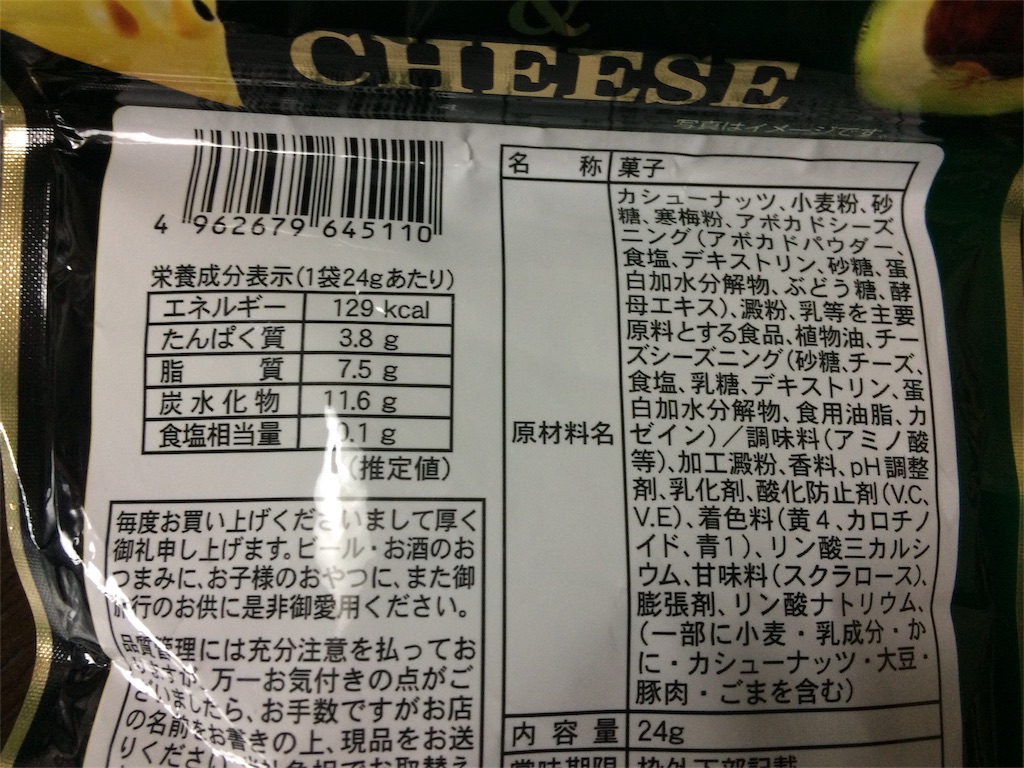 &
CHEESE
写真はイメージです
4 962679 645110
栄養成分表示(1袋24gあたり)
エネルギー 129 kcal
たんぱく質 3.8 g
脂 質 7.5 g
炭水化物 11.6 g
食塩相当量 0.1 g
(推定値)
毎度お買い上げくださいまして厚く
御礼申し上げます。ビール・お酒のお
つまみに、お子様のおやつに、また御
旅行のお供に是非御愛用ください。
品質管理には充分注意を払ってお
りますが、万一お気付きの点がご
ざいましたら、お手数ですがお店
の名前をお書きの上、現品をお送
りください
でお取替え
名 称 菓子
原材料名
カシューナッツ、小麦粉、砂
糖、寒梅粉、アボカドシーズ
ニング(アボカドパウダー、
食塩、デキストリン、砂糖、蛋
白加水分解物、ぶどう糖、酵
母エキス)、澱粉、乳等を主要
原料とする食品、植物油、チー
ズシーズニング(砂糖、チーズ、
食塩、乳糖、デキストリン、蛋
白加水分解物、食用油脂、カ
ゼイン)/調味料(アミノ酸
等)、加工澱粉、香料、pH調整
剤、乳化剤、酸化防止剤(V.C、
V.E)、着色料(黄4、カロチノ
イド、青1)、リン酸三カルシ
ウム、甘味料(スクラロース)、
膨張剤、リン酸ナトリウム、
(一部に小麦・乳成分・か
に・カシューナッツ・大豆・
豚肉・ごまを含む)
内 容 量 24g
賞味期限 枠外下部記載